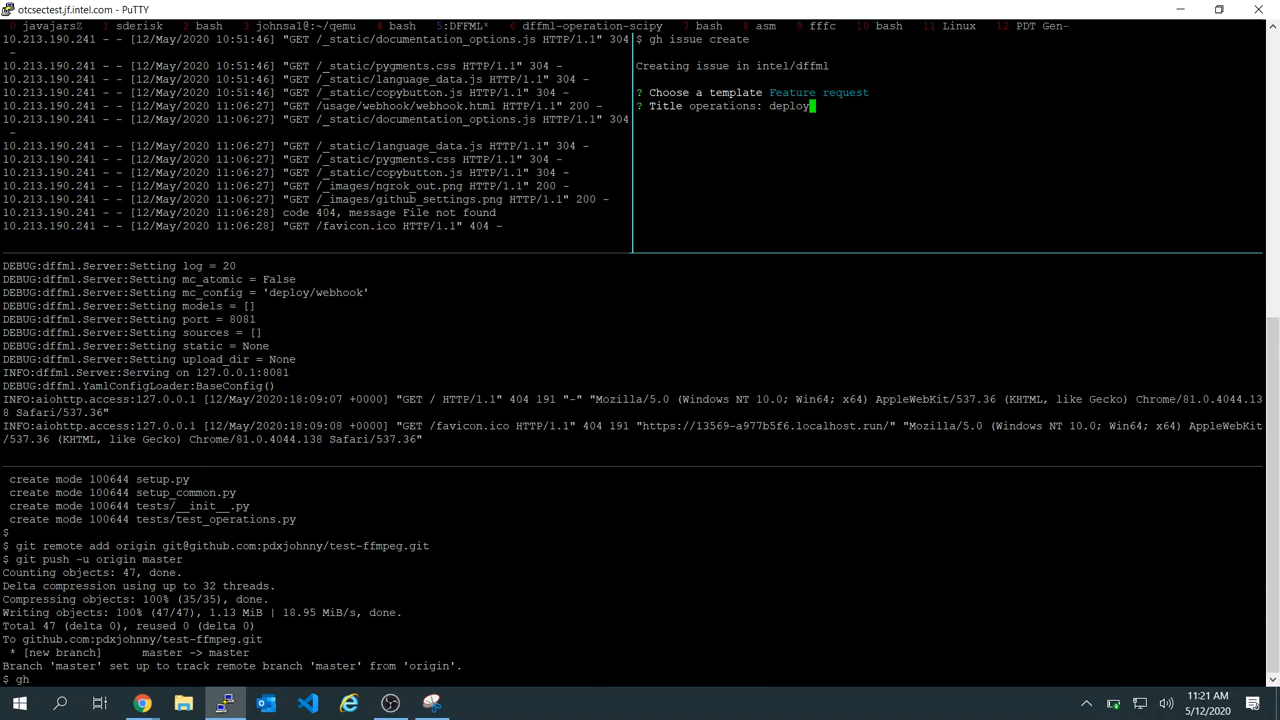 otcsectest.jf.intel.com - PuTTY
0 javajarsZ 1 sderisk 2 bash 3 johnsa1@:~/qemu 4 bash 5:DFFML* 6 dffml-operation-scipy 7 bash 8 asm 9 fffc 10 bash 11 Linux 12 PDT Gen-
10.213.190.241 - - [12/May/2020 10:51:46] "GET /_static/documentation_options.js HTTP/1.1" 304
-
10.213.190.241 - - [12/May/2020 10:51:46] "GET /_static/pygments.css HTTP/1.1" 304 -
10.213.190.241 - - [12/May/2020 10:51:46] "GET /_static/language_data.js HTTP/1.1" 304 -
10.213.190.241 - - [12/May/2020 10:51:46] "GET /_static/copybutton.js HTTP/1.1" 304 -
10.213.190.241 - - [12/May/2020 11:06:27] "GET /usage/webhook/webhook.html HTTP/1.1" 200 -
10.213.190.241 - - [12/May/2020 11:06:27] "GET /_static/documentation_options.js HTTP/1.1" 304
-
10.213.190.241 - - [12/May/2020 11:06:27] "GET /_static/language_data.js HTTP/1.1" 304 -
10.213.190.241 - - [12/May/2020 11:06:27] "GET /_static/pygments.css HTTP/1.1" 304 -
10.213.190.241 - - [12/May/2020 11:06:27] "GET /_static/copybutton.js HTTP/1.1" 304 -
10.213.190.241 - - [12/May/2020 11:06:27] "GET /_images/ngrok_out.png HTTP/1.1" 200 -
10.213.190.241 - - [12/May/2020 11:06:27] "GET /_images/github_settings.png HTTP/1.1" 200 -
10.213.190.241 - - [12/May/2020 11:06:28] code 404, message File not found
10.213.190.241 - - [12/May/2020 11:06:28] "GET /favicon.ico HTTP/1.1" 404 -
$ gh issue create
Creating issue in intel/dffml
? Choose a template Feature request
? Title operations: deploy
DEBUG:dffml.Server:Setting log = 20
DEBUG:dffml.Server:Setting mc_atomic = False
DEBUG:dffml.Server:Setting mc_config = 'deploy/webhook'
DEBUG:dffml.Server:Setting models = []
DEBUG:dffml.Server:Setting port = 8081
DEBUG:dffml.Server:Setting sources = []
DEBUG:dffml.Server:Setting static = None
DEBUG:dffml.Server:Setting upload_dir = None
INFO:dffml.Server:Serving on 127.0.0.1:8081
DEBUG:dffml.YamlConfigLoader:BaseConfig()
INFO:aiohttp.access:127.0.0.1 [12/May/2020:18:09:07 +0000] "GET / HTTP/1.1" 404 191 "-" "Mozilla/5.0 (Windows NT 10.0; Win64; x64) AppleWebKit/537.36 (KHTML, like Gecko) Chrome/81.0.4044.13
8 Safari/537.36"
INFO:aiohttp.access:127.0.0.1 [12/May/2020:18:09:08 +0000] "GET /favicon.ico HTTP/1.1" 404 191 "https://13569-a977b5f6.localhost.run/" "Mozilla/5.0 (Windows NT 10.0; Win64; x64) AppleWebKit
/537.36 (KHTML, like Gecko) Chrome/81.0.4044.138 Safari/537.36"
create mode 100644 setup.py
create mode 100644 setup_common.py
create mode 100644 tests/__init__.py
create mode 100644 tests/test_operations.py
$
$ git remote add origin git@github.com:pdxjohnny/test-ffmpeg.git
$ git push -u origin master
Counting objects: 47, done.
Delta compression using up to 32 threads.
Compressing objects: 100% (35/35), done.
Writing objects: 100% (47/47), 1.13 MiB | 18.95 MiB/s, done.
Total 47 (delta 0), reused 0 (delta 0)
To github.com:pdxjohnny/test-ffmpeg.git
* [new branch] master -> master
Branch 'master' set up to track remote branch 'master' from 'origin'.
$ gh
11:21 AM
5/12/2020